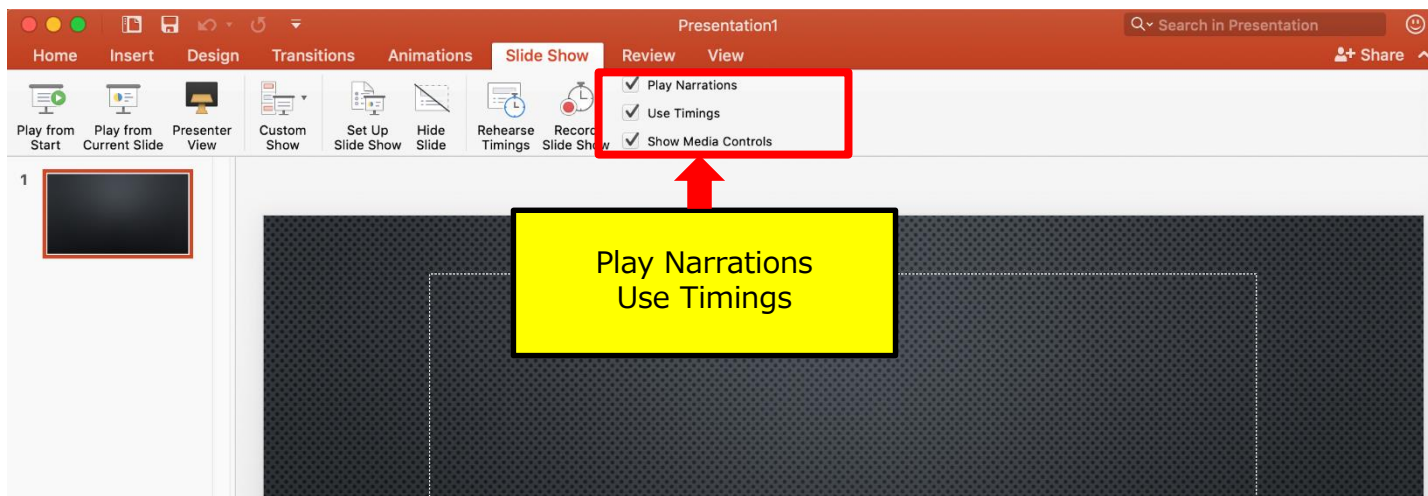 Presentation1
Search in Presentation
Home Insert Design Transitions Animations Slide Show Review View
Share
Play from Start
Play from Current Slide
Presenter View
Custom Show
Set Up Slide Show
Hide Slide
Rehearse Timings
Record Slide Show
Play Narrations
Use Timings
Show Media Controls
1
Play Narrations
Use Timings